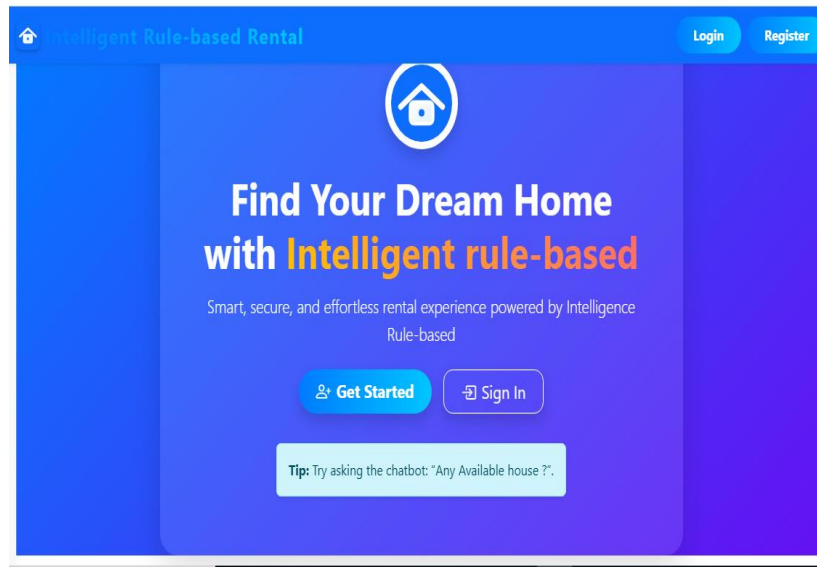 Intelligent Rule-based Rental
Login
Register
Find Your Dream Home
with Intelligent rule-based
Smart, secure, and effortless rental experience powered by Intelligence
Rule-based
Get Started
Sign In
Tip: Try asking the chatbot: “Any Available house ?”.